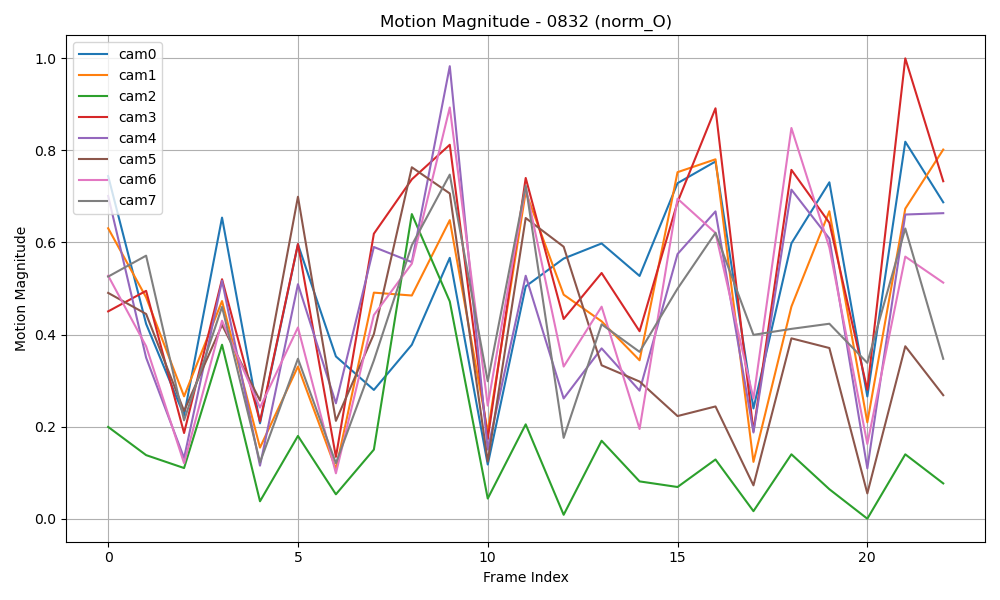 Motion Magnitude - 0832 (norm_O)
cam0
cam1
cam2
cam3
cam4
cam5
cam6
cam7
Motion Magnitude
1.0
0.8
0.6
0.4
0.2
0.0
0 5 10 15 20
Frame Index